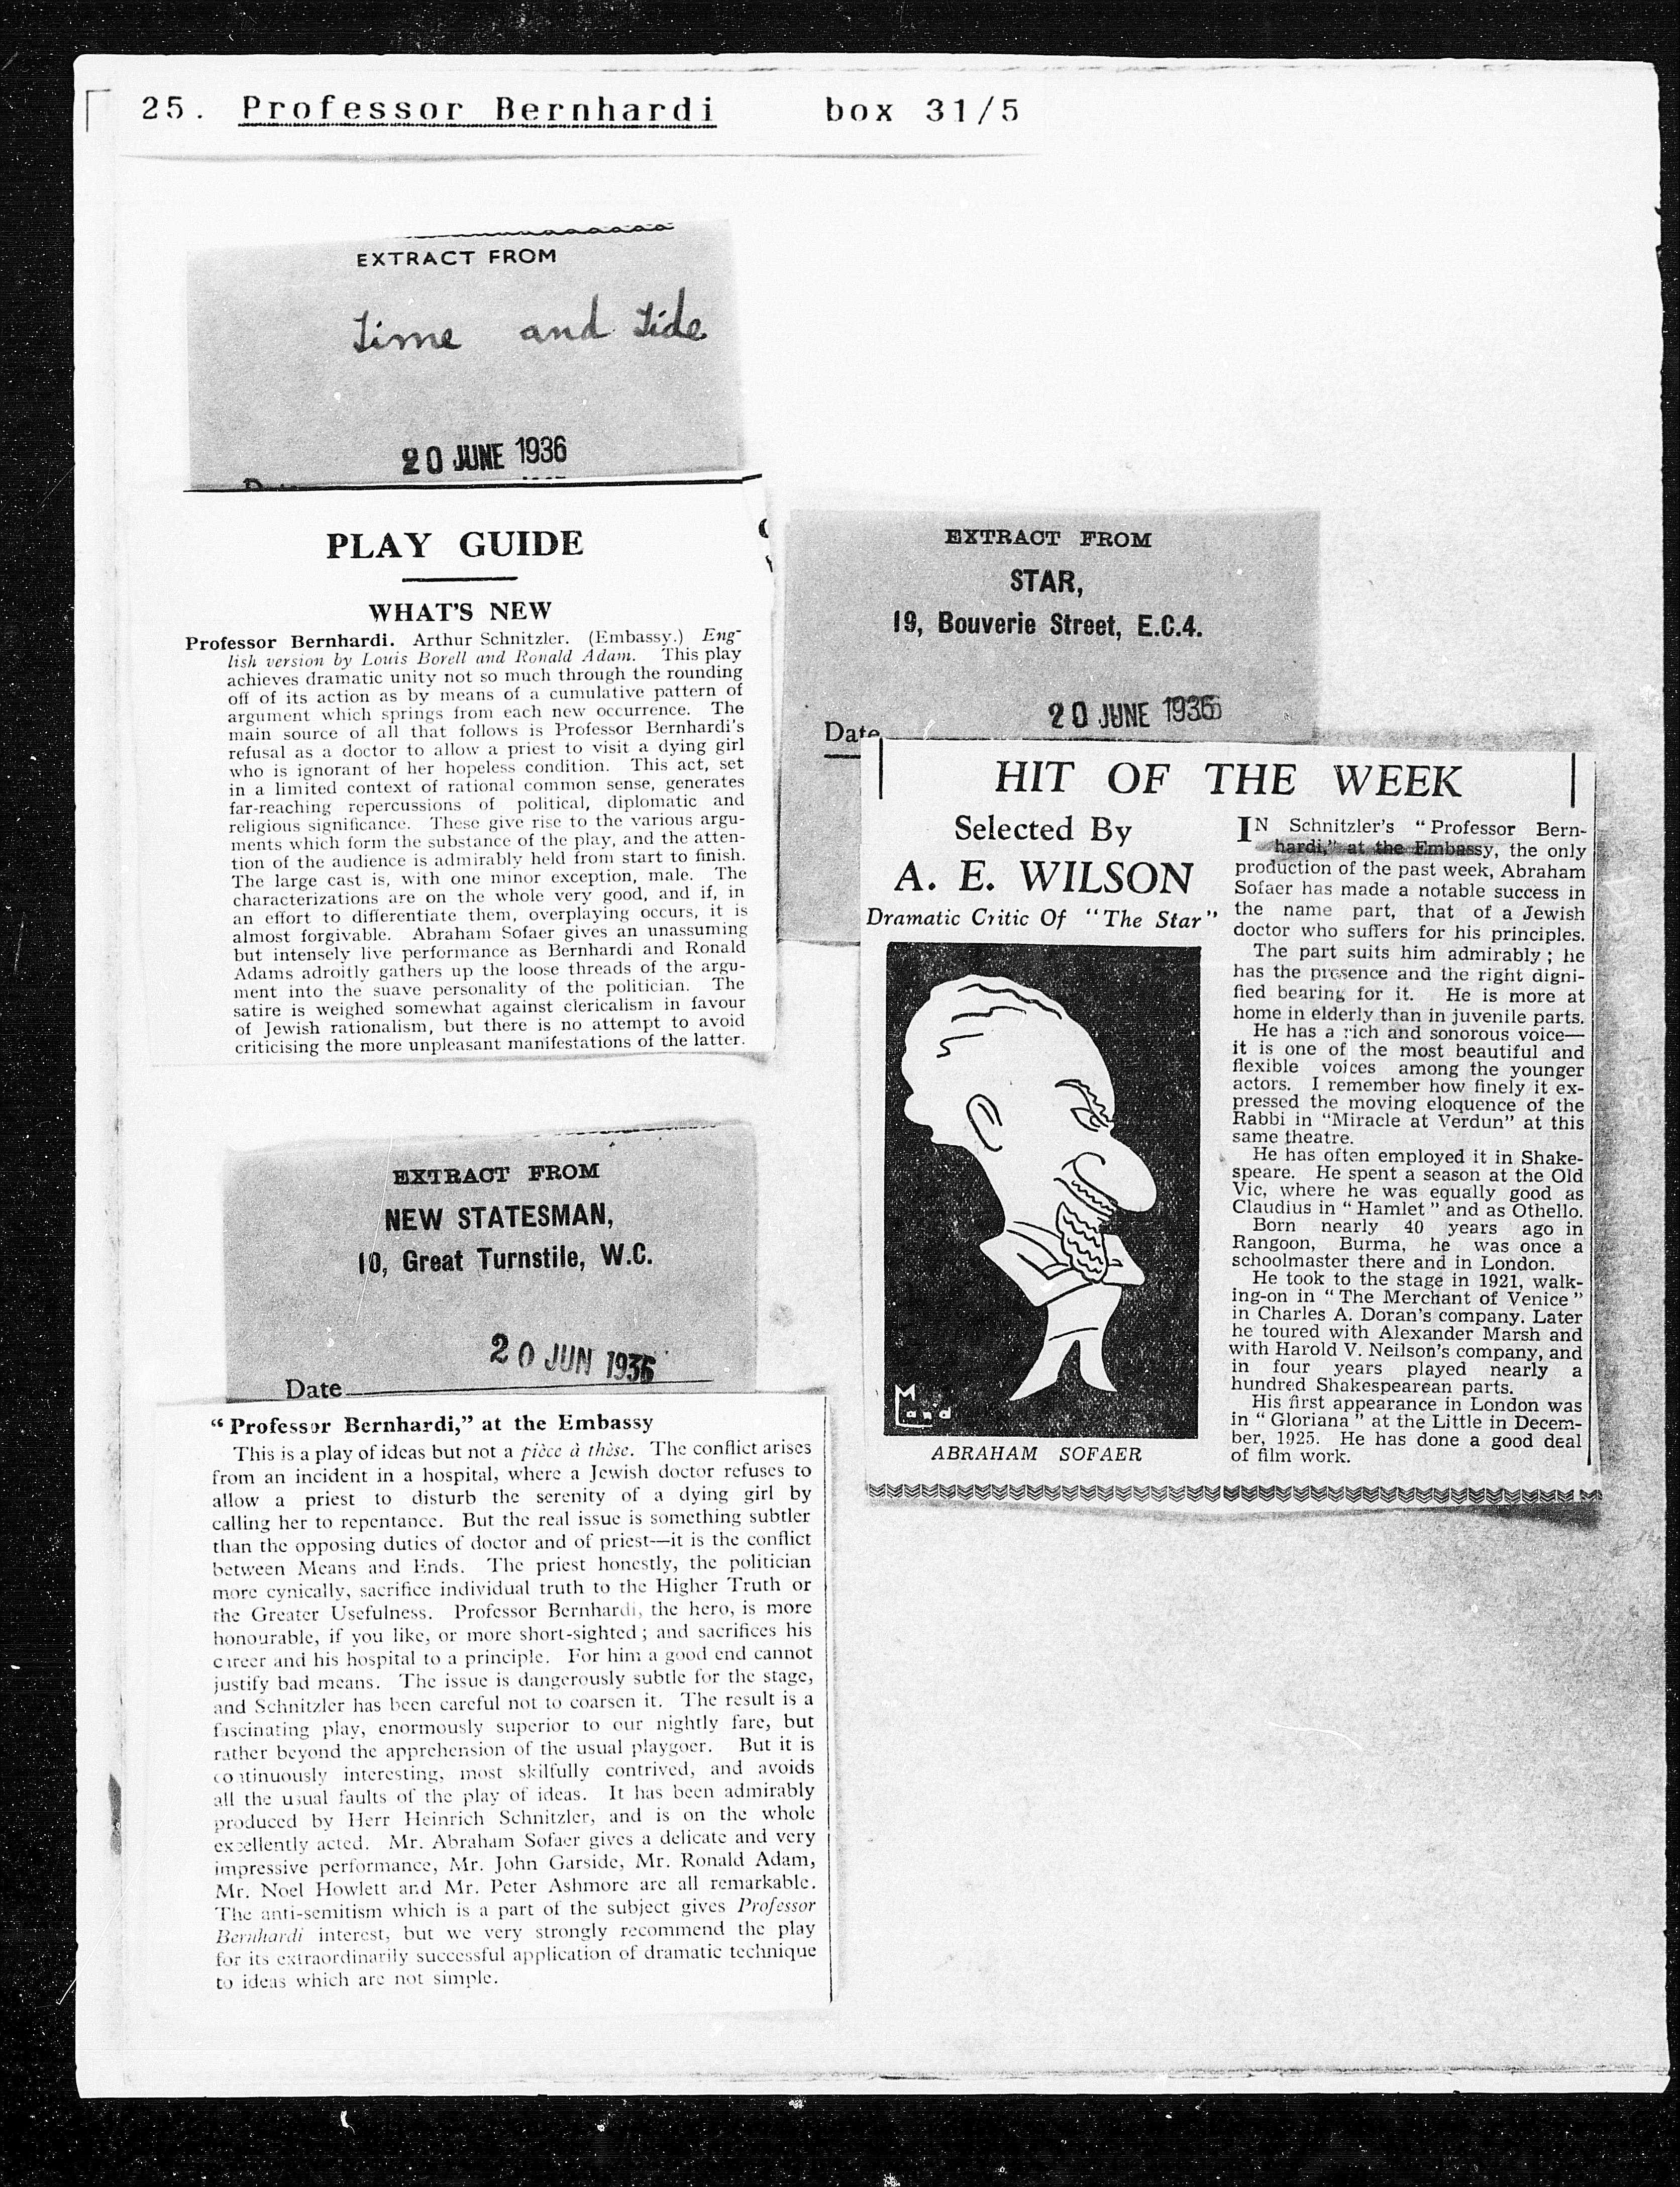 25. Professor Bernhardi box 31/5
EXTRACT FROM
Time and Tide
20 JUNE 1936
PLAY GUIDE
WHAT'S NEW
Professor Bernhardi. Arthur Schnitzler. (Embassy.) Eng-
lish version by Louis Borell and Ronald Adam. This play
achieves dramatic unity not so much through the rounding
off of its action as by means of a cumulative pattern of
argument which springs from each new occurrence. The
main source of all that follows is Professor Bernhardi's
refusal as a doctor to allow a priest to visit a dying girl
who is ignorant of her hopeless condition. This act, set
in a limited context of rational common sense, generates
far-reaching repercussions of political, diplomatic and
religious significance. These give rise to the various argu-
ments which form the substance of the play, and the atten-
tion of the audience is admirably held from start to finish.
The large cast is, with one minor exception, male. The
characterizations are on the whole very good, and if, in
an effort to differentiate them, overplaying occurs, it is
almost forgivable. Abraham Sofaer gives an unassuming
but intensely live performance as Bernhardi and Ronald
Adams adroitly gathers up the loose threads of the argu-
ment into the suave personality of the politician. The
satire is weighed somewhat against clericalism in favour
of Jewish rationalism, but there is no attempt to avoid
criticising the more unpleasant manifestations of the latter.
EXTRACT FROM
NEW STATESMAN,
10, Great Turnstile, W.C.
20 JUN 1936
Date
"Professor Bernhardi," at the Embassy
This is a play of ideas but not a pièce à thèse. The conflict arises
from an incident in a hospital, where a Jewish doctor refuses to
allow a priest to disturb the serenity of a dying girl by
calling her to repentance. But the real issue is something subtler
than the opposing duties of doctor and of priest—it is the conflict
between Means and Ends. The priest honestly, the politician
more cynically, sacrifice individual truth to the Higher Truth or
the Greater Usefulness. Professor Bernhardi, the hero, is more
honourable, if you like, or more short-sighted; and sacrifices his
career and his hospital to a principle. For him a good end cannot
justify bad means. The issue is dangerously subtle for the stage,
and Schnitzler has been careful not to coarsen it. The result is a
fascinating play, enormously superior to our nightly fare, but
rather beyond the apprehension of the usual playgoer. But it is
continuously interesting, most skilfully contrived, and avoids
all the usual faults of the play of ideas. It has been admirably
produced by Herr Heinrich Schnitzler, and is on the whole
excellently acted. Mr. Abraham Sofaer gives a delicate and very
impressive performance, Mr. John Garside, Mr. Ronald Adam,
Mr. Noel Howlett and Mr. Peter Ashmore are all remarkable.
The anti-semitism which is a part of the subject gives Professor
Bernhardi interest, but we very strongly recommend the play
for its extraordinarily successful application of dramatic technique
to ideas which are not simple.
EXTRACT FROM
STAR,
19, Bouverie Street, E.C.4.
20 JUNE 1936
Date
HIT OF THE WEEK
Selected By
A. E. WILSON
Dramatic Critic Of "The Star"
ABRAHAM SOFAER
IN Schnitzler's "Professor Bern-
hardi," at the Embassy, the only
production of the past week, Abraham
Sofaer has made a notable success in
the name part, that of a Jewish
doctor who suffers for his principles.
The part suits him admirably; he
has the presence and the right digni-
fied bearing for it. He is more at
home in elderly than in juvenile parts.
He has a rich and sonorous voice—
it is one of the most beautiful and
flexible voices among the younger
actors. I remember how finely it ex-
pressed the moving eloquence of the
Rabbi in "Miracle at Verdun" at this
same theatre.
He has often employed it in Shake-
speare. He spent a season at the Old
Vic, where he was equally good as
Claudius in "Hamlet" and as Othello.
Born nearly 40 years ago in
Rangoon, Burma, he was once a
schoolmaster there and in London.
He took to the stage in 1921, walk-
ing-on in "The Merchant of Venice"
in Charles A. Doran's company. Later
he toured with Alexander Marsh and
with Harold V. Neilson's company, and
in four years played nearly a
hundred Shakespearean parts.
His first appearance in London was
in "Gloriana" at the Little in Decem-
ber, 1925. He has done a good deal
of film work.